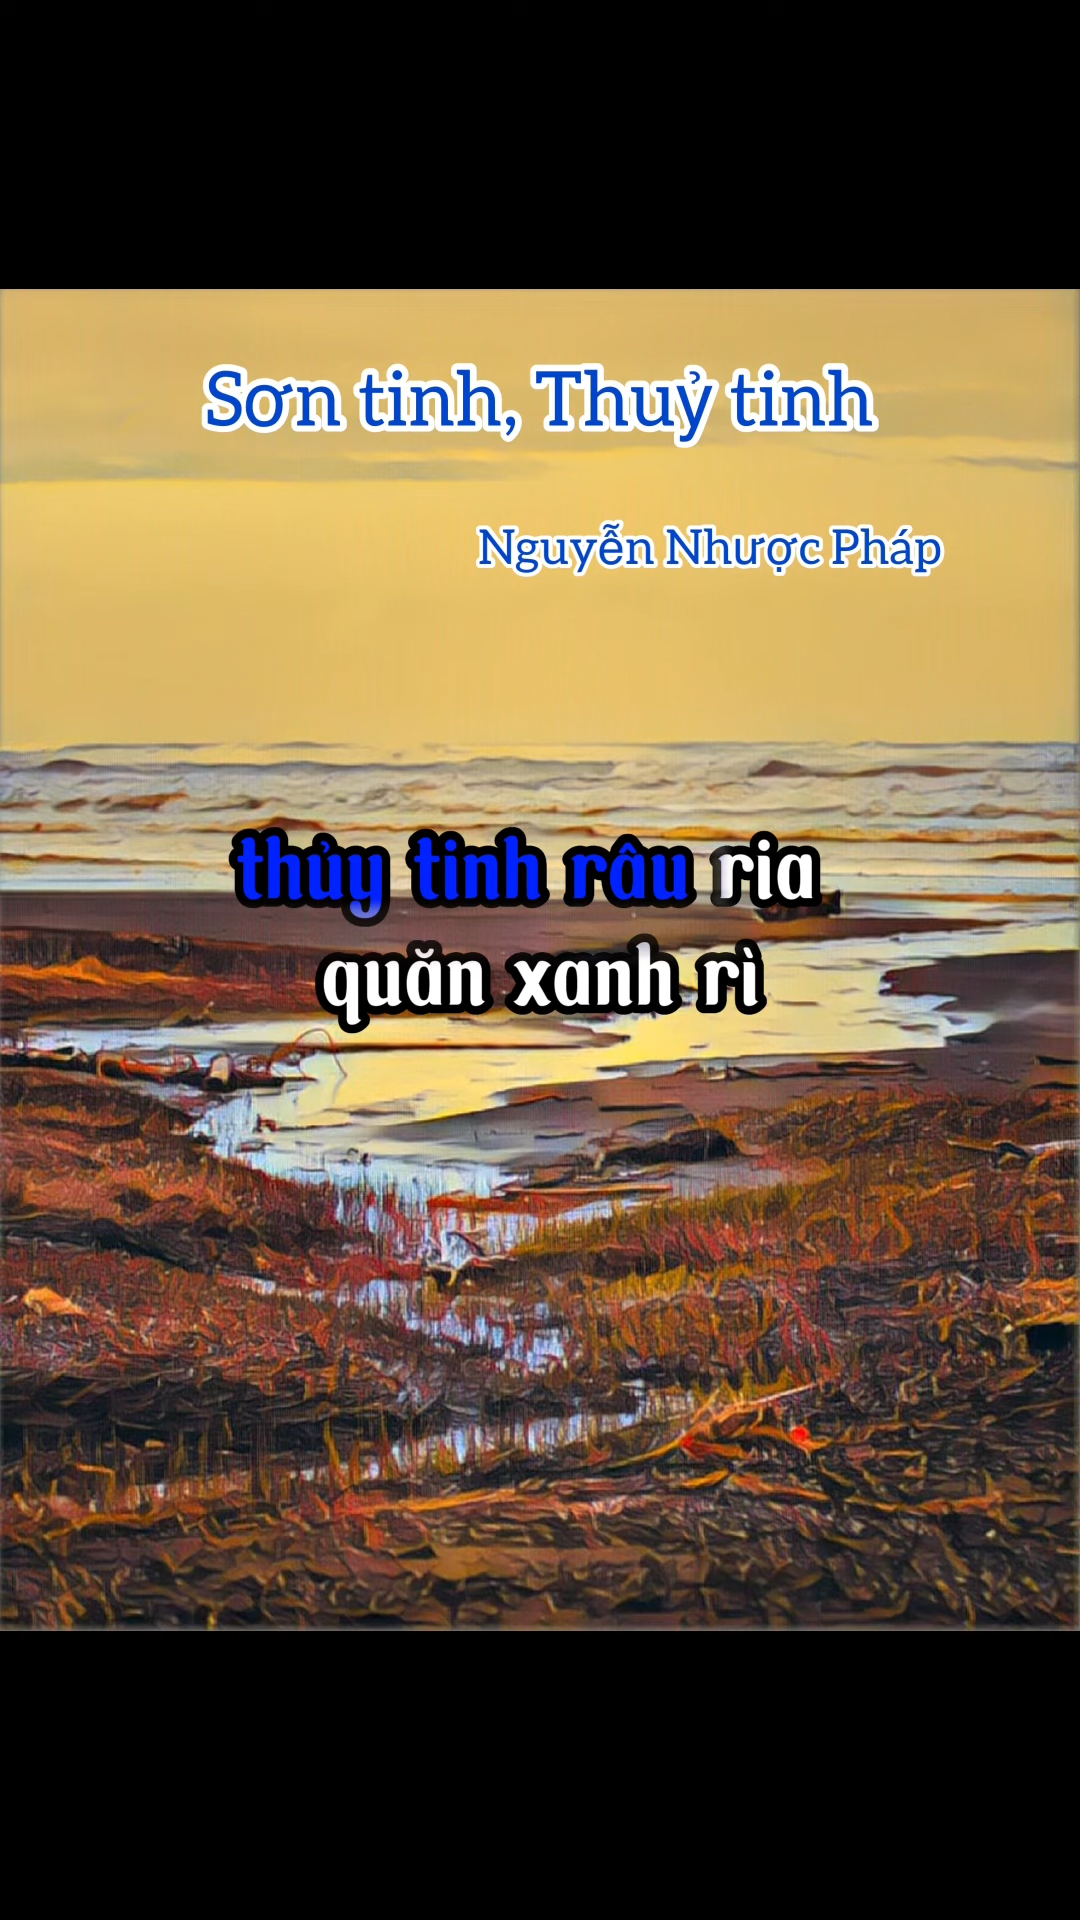 Sơn tinh, Thuỷ tinh
Nguyễn Nhược Pháp
thủy tinh râu ria
quăn xanh rì